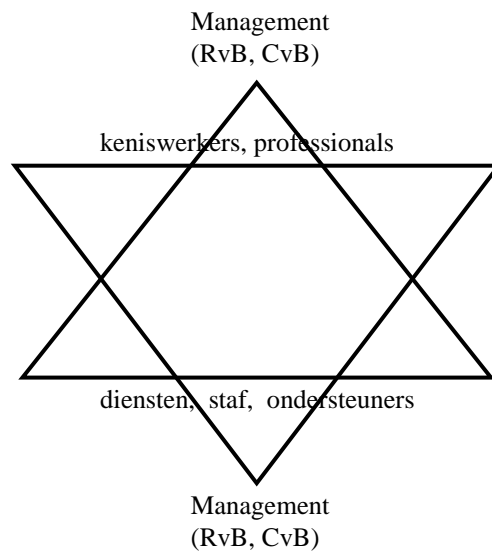 Management
(RvB, CvB)
keniswerkers, professionals
diensten, staf, ondersteuners
Management
(RvB, CvB)